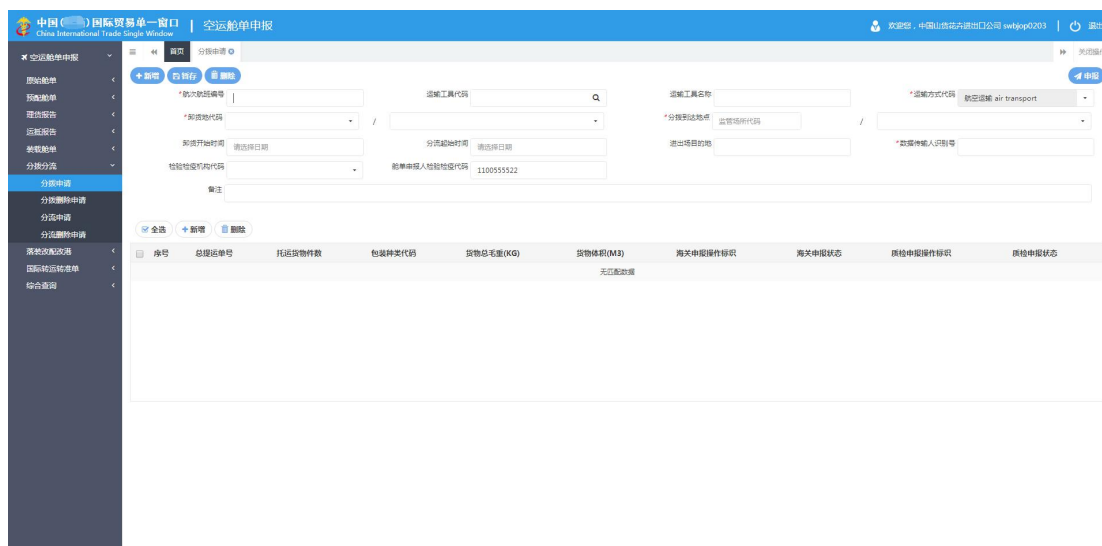 中国( )国际贸易单一窗口 | 空运舱单申报
China International Trade Single Window
欢迎您，中国山货花卉进出口公司 swbjop0203 | 退出
空运舱单申报
首页 分拨申请
关闭操作
原始舱单
预配舱单
理货报告
运抵报告
装载舱单
分拨分流
分拨申请
分拨删除申请
分流申请
分流删除申请
落装改配改港
国际转运转准单
综合查询
+新增 暂存 删除 申报
*航次航班编号 运输工具代码 运输工具名称 *运输方式代码 航空运输 air transport
*卸货地代码 / *分拨到达地点 监管场所代码 /
卸货开始时间 请选择日期 分流起始时间 请选择日期 进出场目的地 *数据传输人识别号
检验检疫机构代码 舱单申报人检验检疫代码 1100555522
备注
全选 +新增 删除
序号 总提运单号 托运货物件数 包装种类代码 货物总毛重(KG) 货物体积(M3) 海关申报操作标识 海关申报状态 质检申报操作标识 质检申报状态
无匹配数据